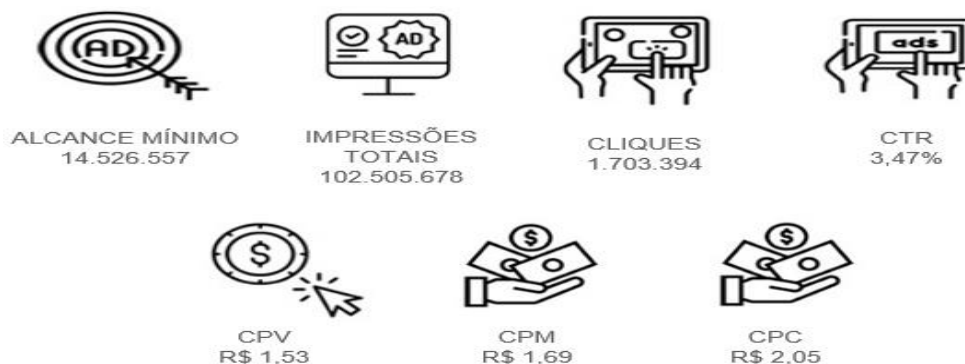 AD
AD
ads
ALCANCE MÍNIMO
14.526.557
IMPRESSÕES
TOTAIS
102.505.678
CLIQUES
1.703.394
CTR
3,47%
$
$
$
CPV
R$ 1,53
CPM
R$ 1,69
CPC
R$ 2,05